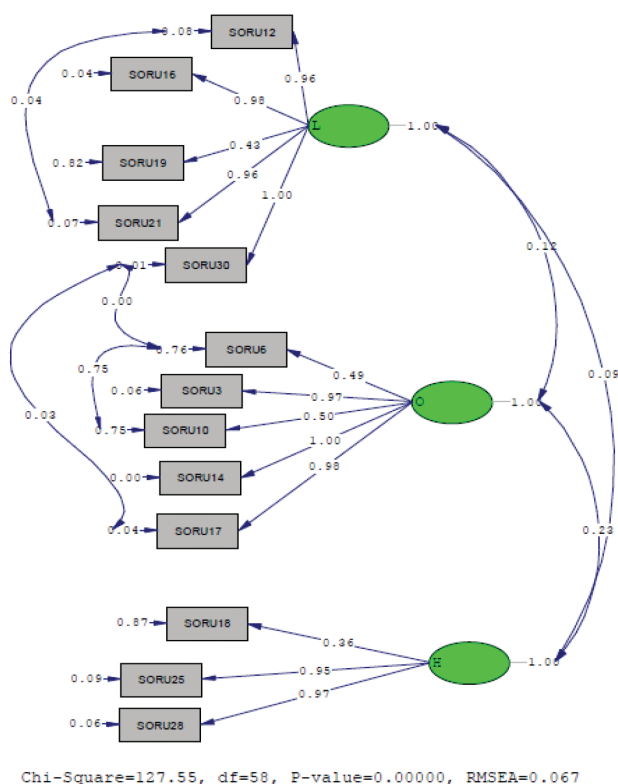 0.08 SORU12
0.04 SORU16 0.96
0.04 0.98 L 1.00
0.82 SORU19 0.43
0.96
0.07 SORU21 1.00
0.12
0.01 SORU30
0.00
0.76 SORU6
0.75 0.49 0.09
0.06 SORU3 0.97
0.03 0.50 O 1.00
0.75 SORU10
1.00
0.00 SORU14 0.98
0.04 SORU17 0.23
0.87 SORU18
0.36
H 1.00
0.09 SORU25 0.95
0.97
0.06 SORU28
Chi-Square=127.55, df=58, P-value=0.00000, RMSEA=0.067